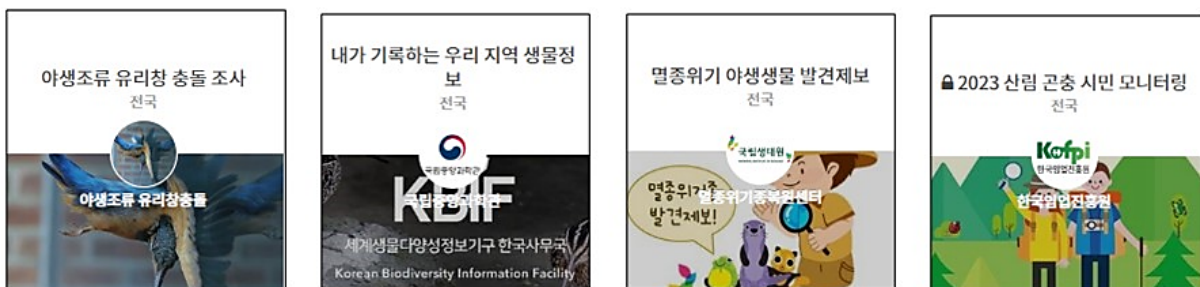 야생조류 유리창 충돌 조사
전국
야생조류 유리창충돌
내가 기록하는 우리 지역 생물정
보
전국
국립중앙과학관
KBIF
국립중앙과학관
세계생물다양성정보기구 한국사무국
Korean Biodiversity Information Facility
멸종위기 야생생물 발견제보
전국
국립생태원
멸종위기종
발견제보!
멸종위기종복원센터
2023 산림 곤충 시민 모니터링
전국
Kofpi
한국임업진흥원
한국임업진흥원